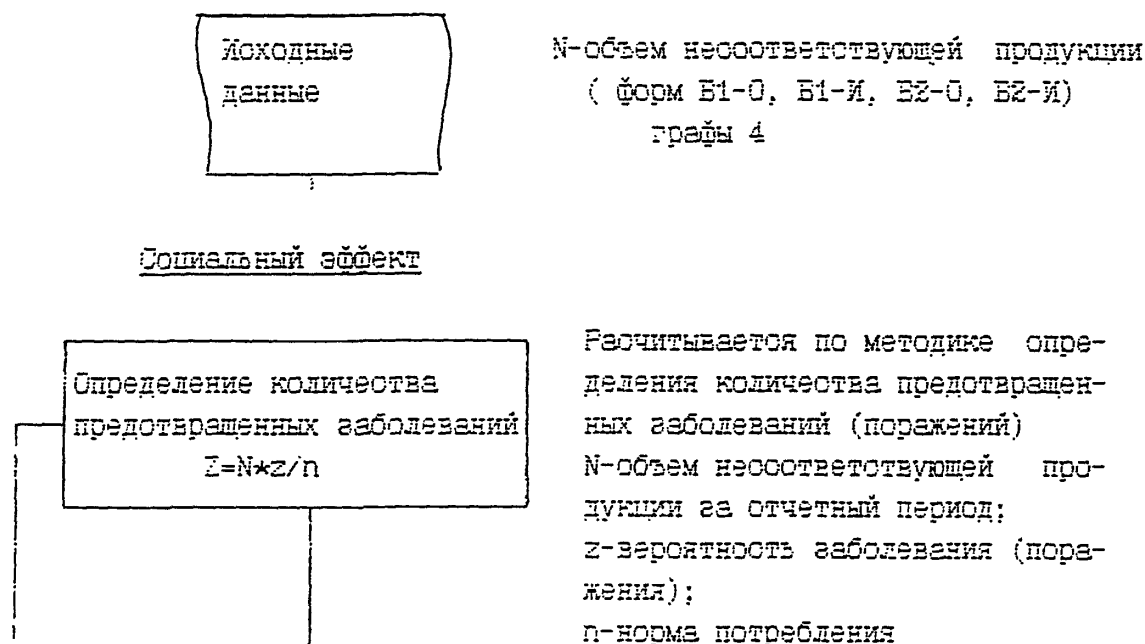 Исходные
данные
N-объем несоответствующей продукции
( форм Б1-О, Б1-И, Б2-О, Б2-И)
графы 4
Социальный эффект
Определение количества
предотвращенных заболеваний
Z=N*z/n
Расчитывается по методике опре-
деления количества предотвращен-
ных заболеваний (поражений)
N-объем несоответствующей про-
дукции за отчетный период;
z-вероятность заболевания (пора-
жения);
n-норма потребления